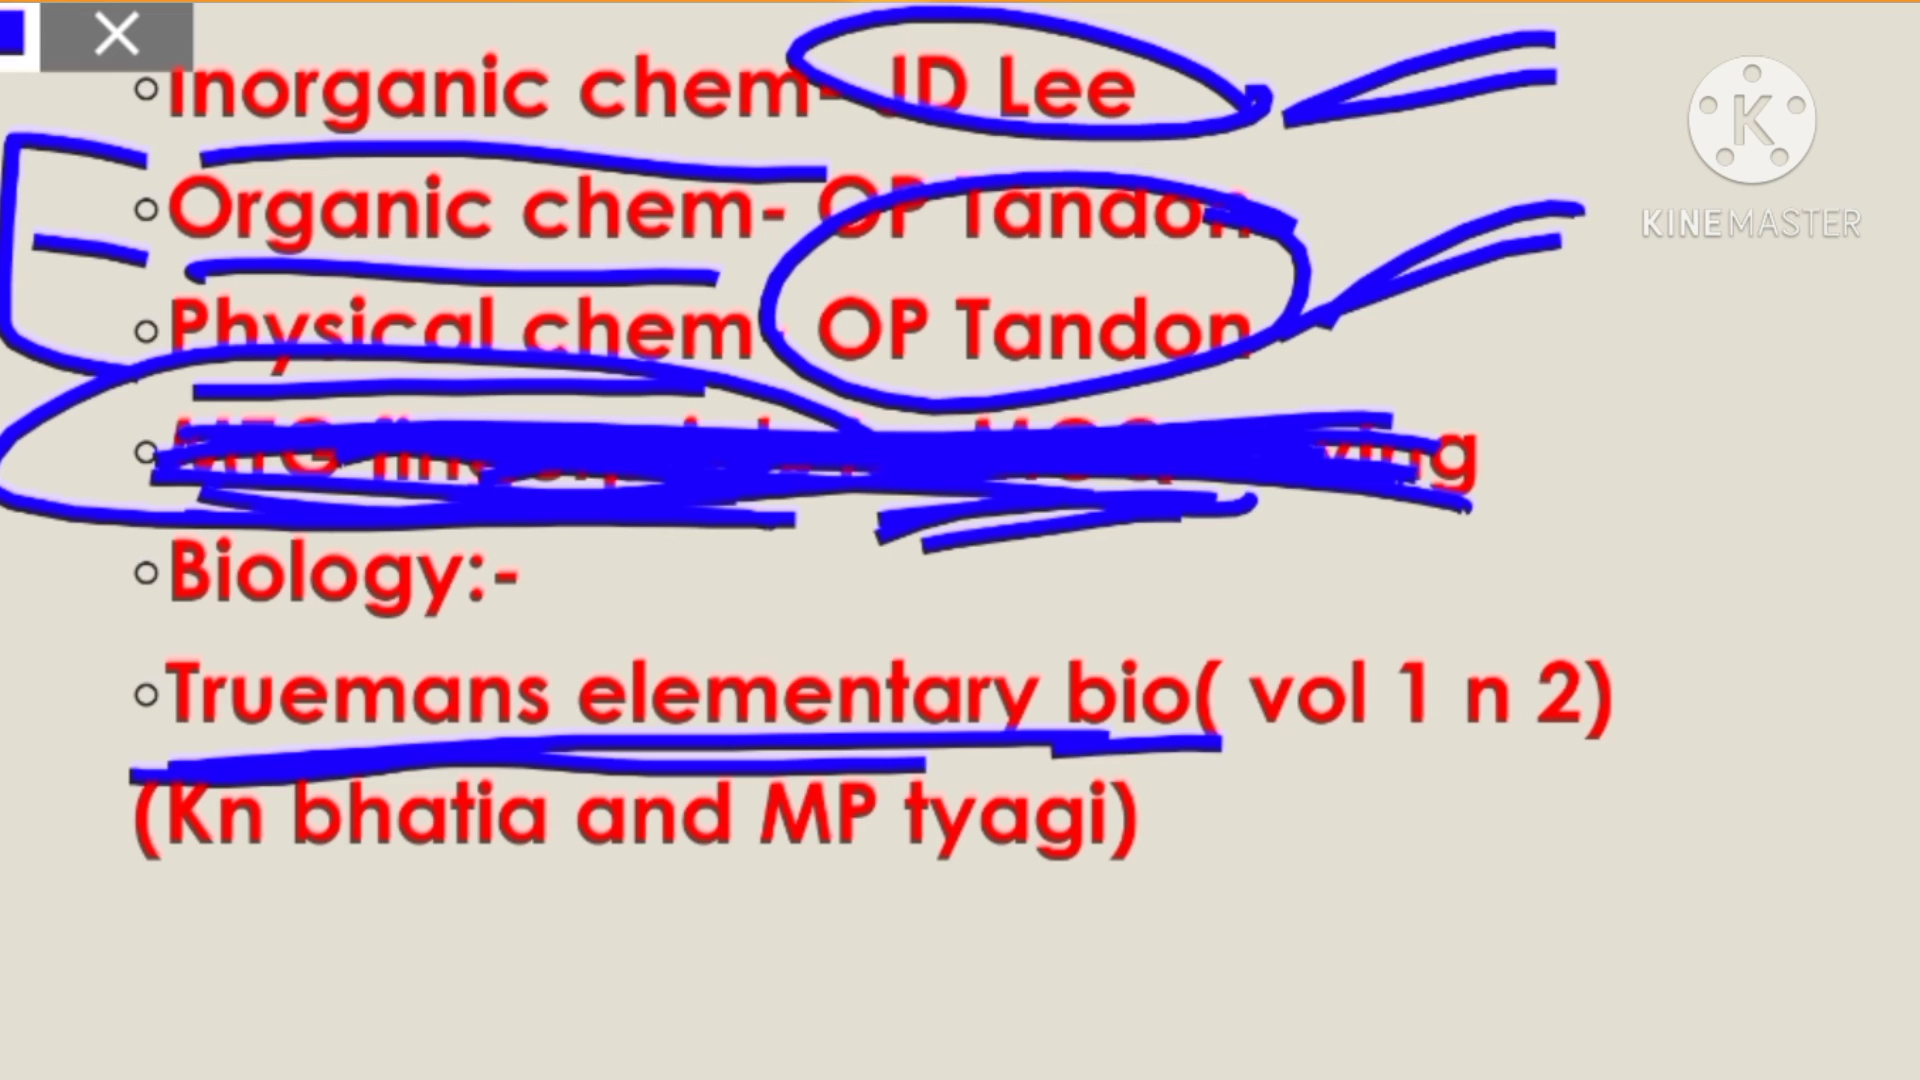 Inorganic chem- JD Lee
Organic chem- OP Tandon
Physical chem- OP Tandon
MTG
Biology:-
Truemans elementary bio( vol 1 n 2)
(Kn bhatia and MP tyagi)
KINEMASTER